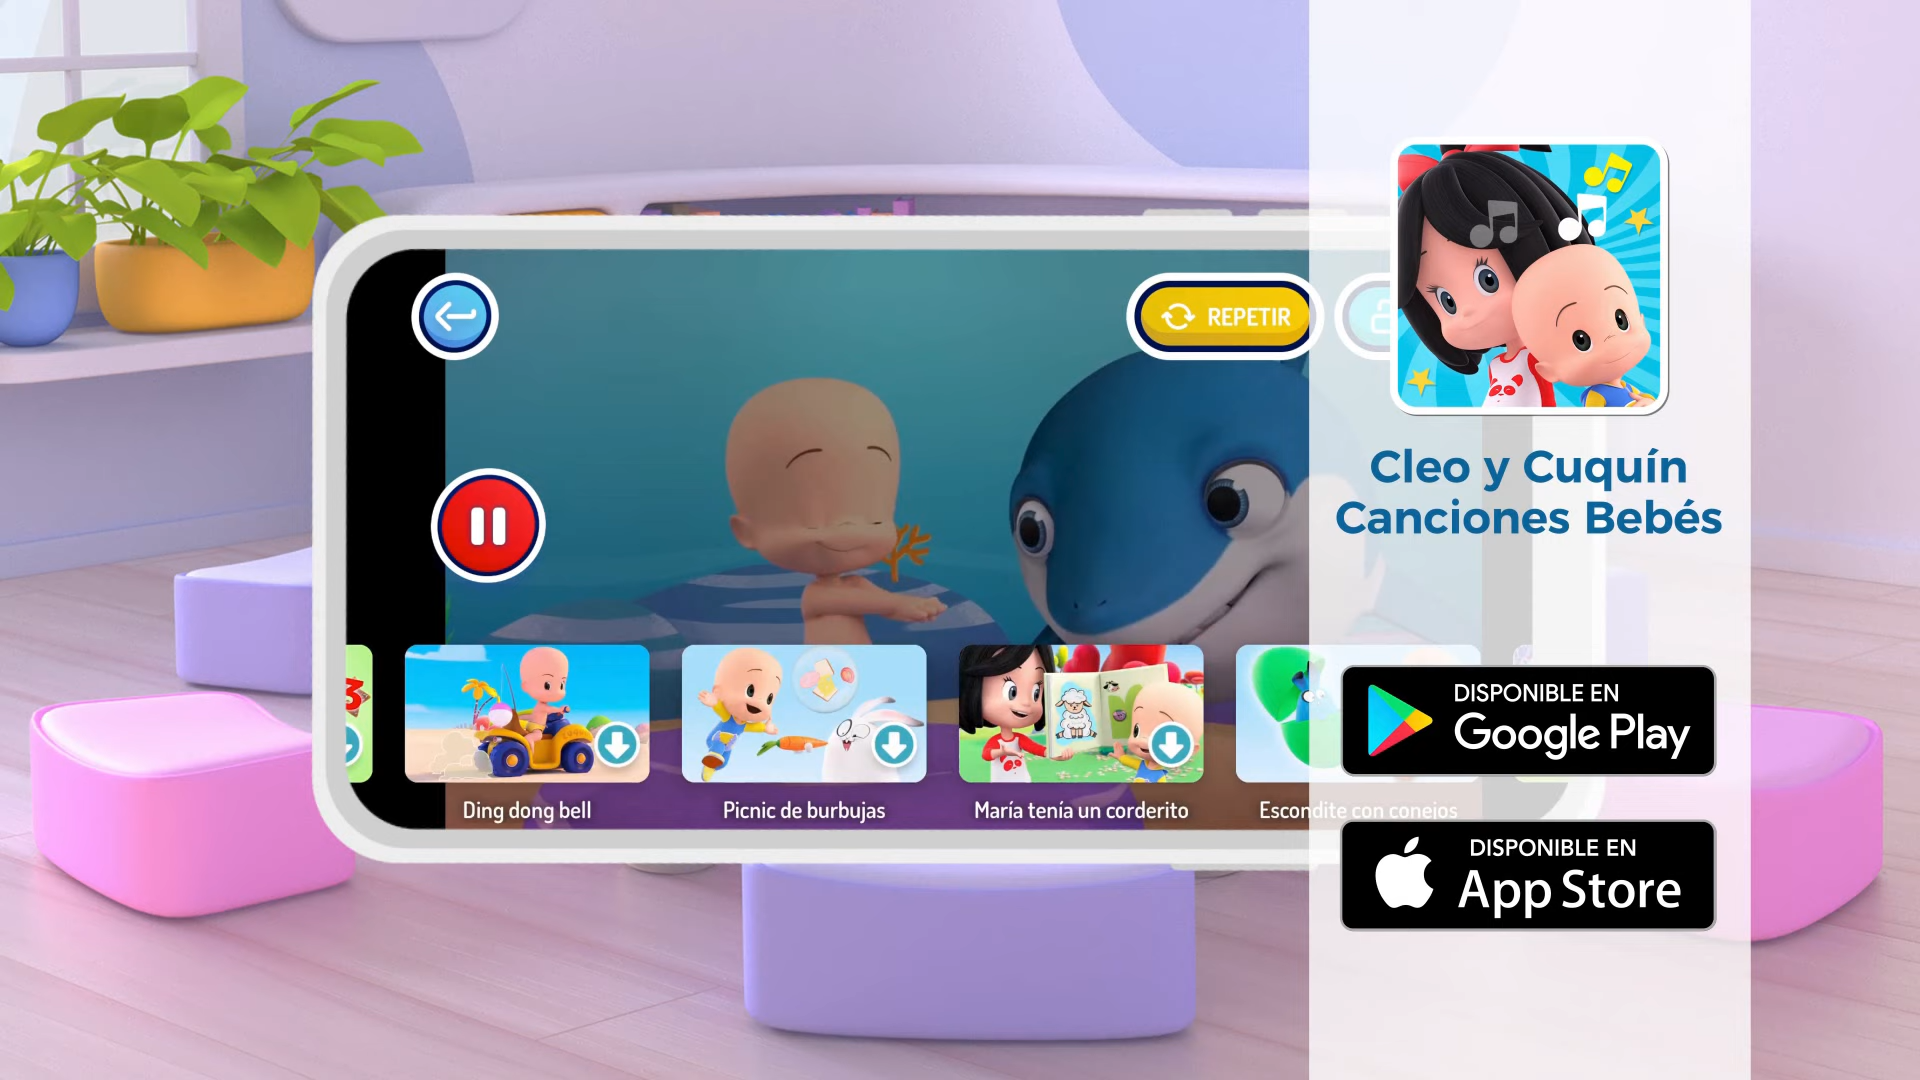 REPETIR
Cleo y Cuquín
Canciones Bebés
DISPONIBLE EN
Google Play
3
Ding dong bell
Picnic de burbujas
María tenía un corderito
Escondite con conejos
DISPONIBLE EN
App Store